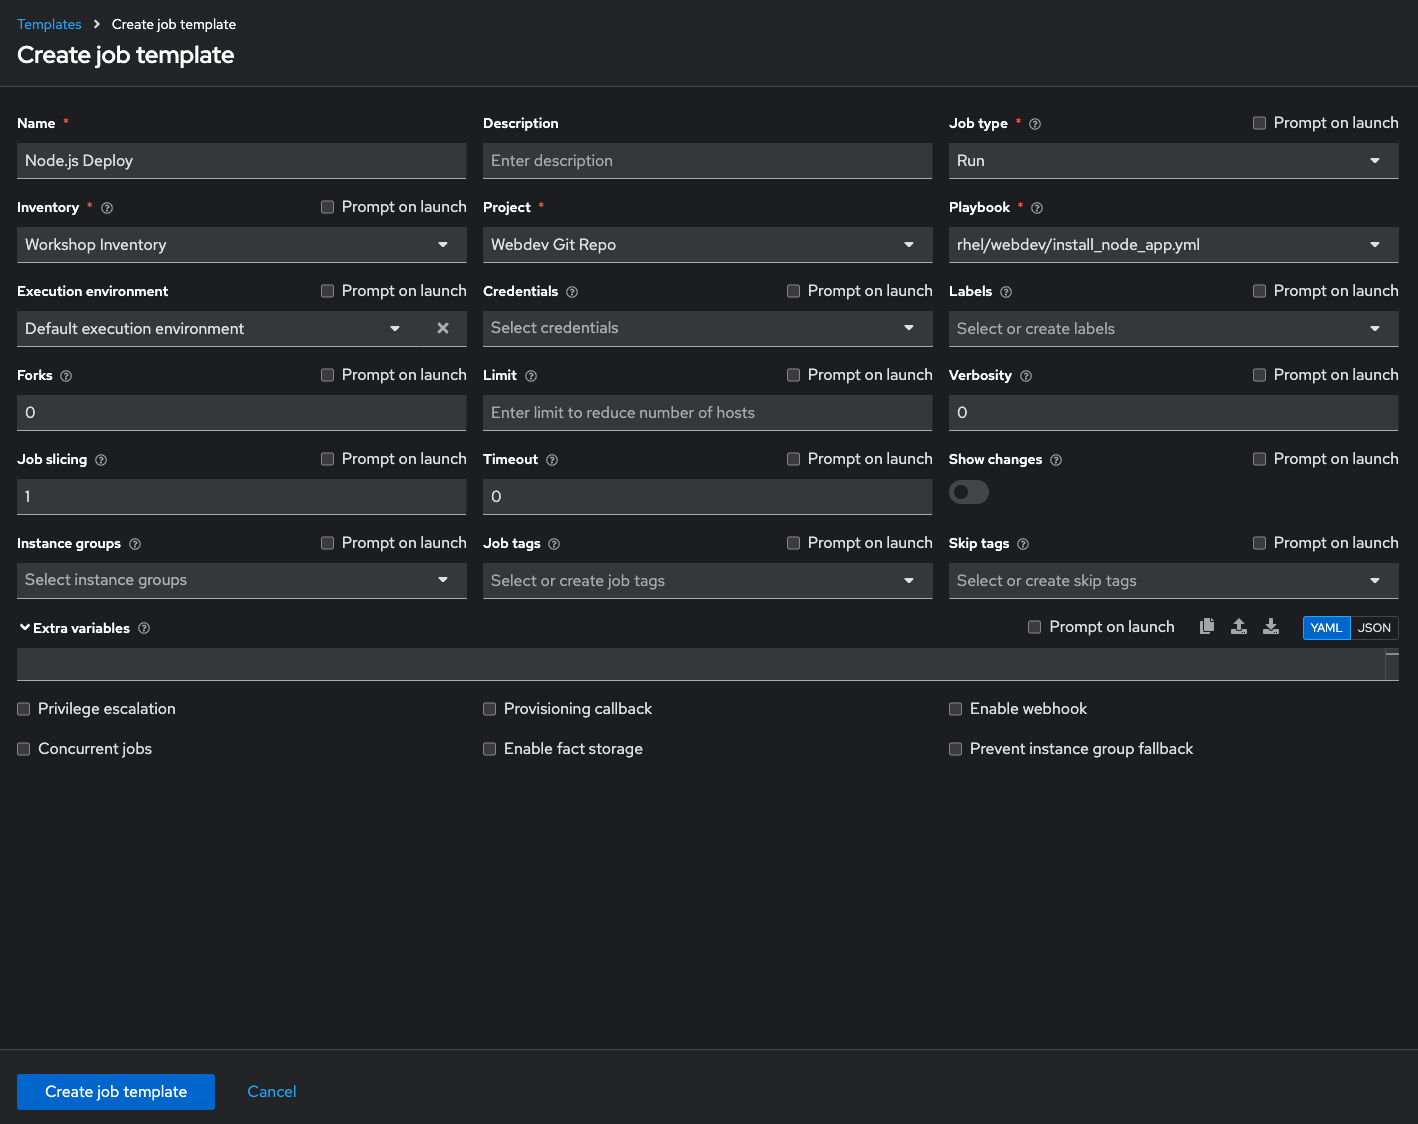 Templates > Create job template
Create job template
Name *
Description
Job type * Prompt on launch
Node.js Deploy
Enter description
Run
Inventory * Prompt on launch
Project *
Playbook *
Workshop Inventory
Webdev Git Repo
rhel/webdev/install_node_app.yml
Execution environment Prompt on launch
Credentials Prompt on launch
Labels Prompt on launch
Default execution environment
Select credentials
Select or create labels
Forks Prompt on launch
Limit Prompt on launch
Verbosity Prompt on launch
0
Enter limit to reduce number of hosts
0
Job slicing Prompt on launch
Timeout Prompt on launch
Show changes Prompt on launch
1
0
Instance groups Prompt on launch
Job tags Prompt on launch
Skip tags Prompt on launch
Select instance groups
Select or create job tags
Select or create skip tags
Extra variables Prompt on launch YAML JSON
Privilege escalation
Provisioning callback
Enable webhook
Concurrent jobs
Enable fact storage
Prevent instance group fallback
Create job template
Cancel